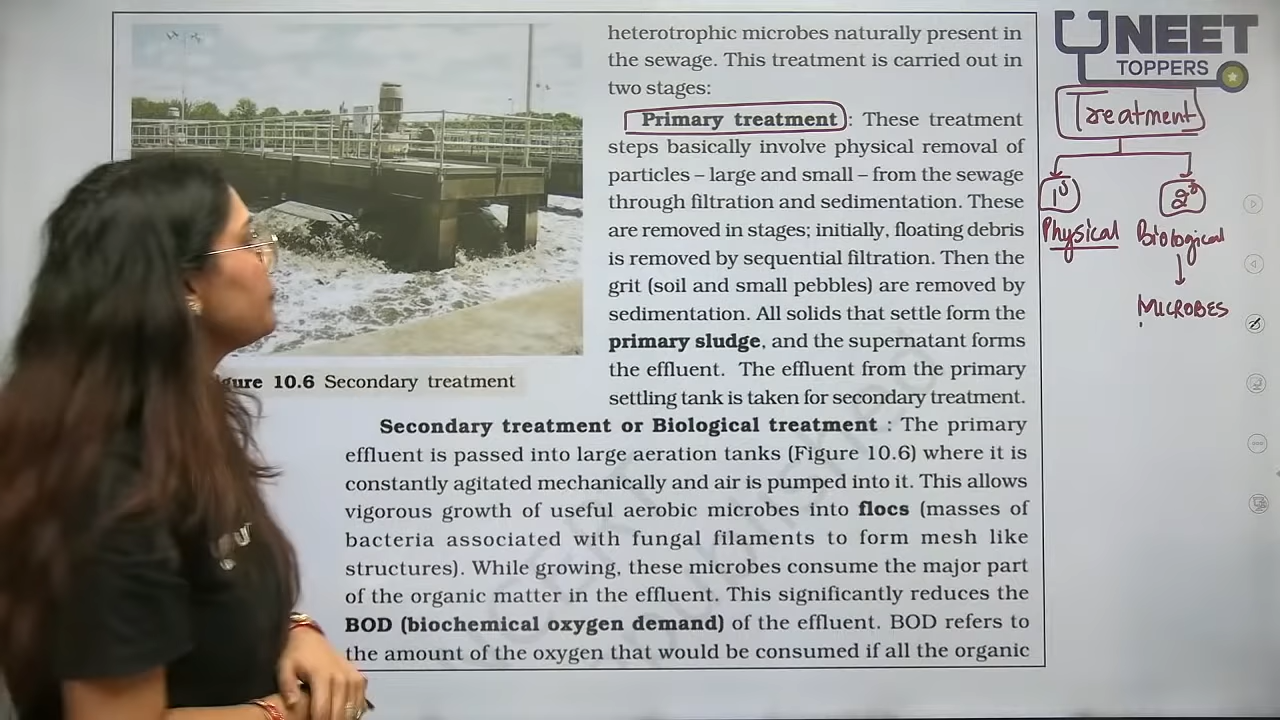 heterotrophic microbes naturally present in
the sewage. This treatment is carried out in
two stages:
Primary treatment : These treatment
steps basically involve physical removal of
particles – large and small – from the sewage
through filtration and sedimentation. These
are removed in stages; initially, floating debris
is removed by sequential filtration. Then the
grit (soil and small pebbles) are removed by
sedimentation. All solids that settle form the
primary sludge, and the supernatant forms
the effluent. The effluent from the primary
settling tank is taken for secondary treatment.
10.6 Secondary treatment
Secondary treatment or Biological treatment : The primary
effluent is passed into large aeration tanks (Figure 10.6) where it is
constantly agitated mechanically and air is pumped into it. This allows
vigorous growth of useful aerobic microbes into flocs (masses of
bacteria associated with fungal filaments to form mesh like
structures). While growing, these microbes consume the major part
of the organic matter in the effluent. This significantly reduces the
BOD (biochemical oxygen demand) of the effluent. BOD refers to
the amount of the oxygen that would be consumed if all the organic
NEET
TOPPERS
Treatment
1°
2°
Physical
Biological
MICROBES